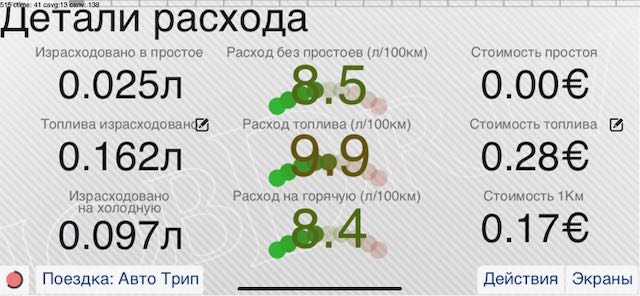 515 ctime: 41 cavg:13 canv: 138
Детали расхода
Израсходовано в простое
Расход без простоев (л/100км)
Стоимость простоя
0.025л
8.5
0.00€
Топлива израсходовано
Расход топлива (л/100км)
Стоимость топлива
0.162л
9.9
0.28€
Израсходовано
на холодную
Расход на горячую (л/100км)
Стоимость 1Км
0.097л
8.4
0.17€
Поездка: Авто Трип
Действия
Экраны